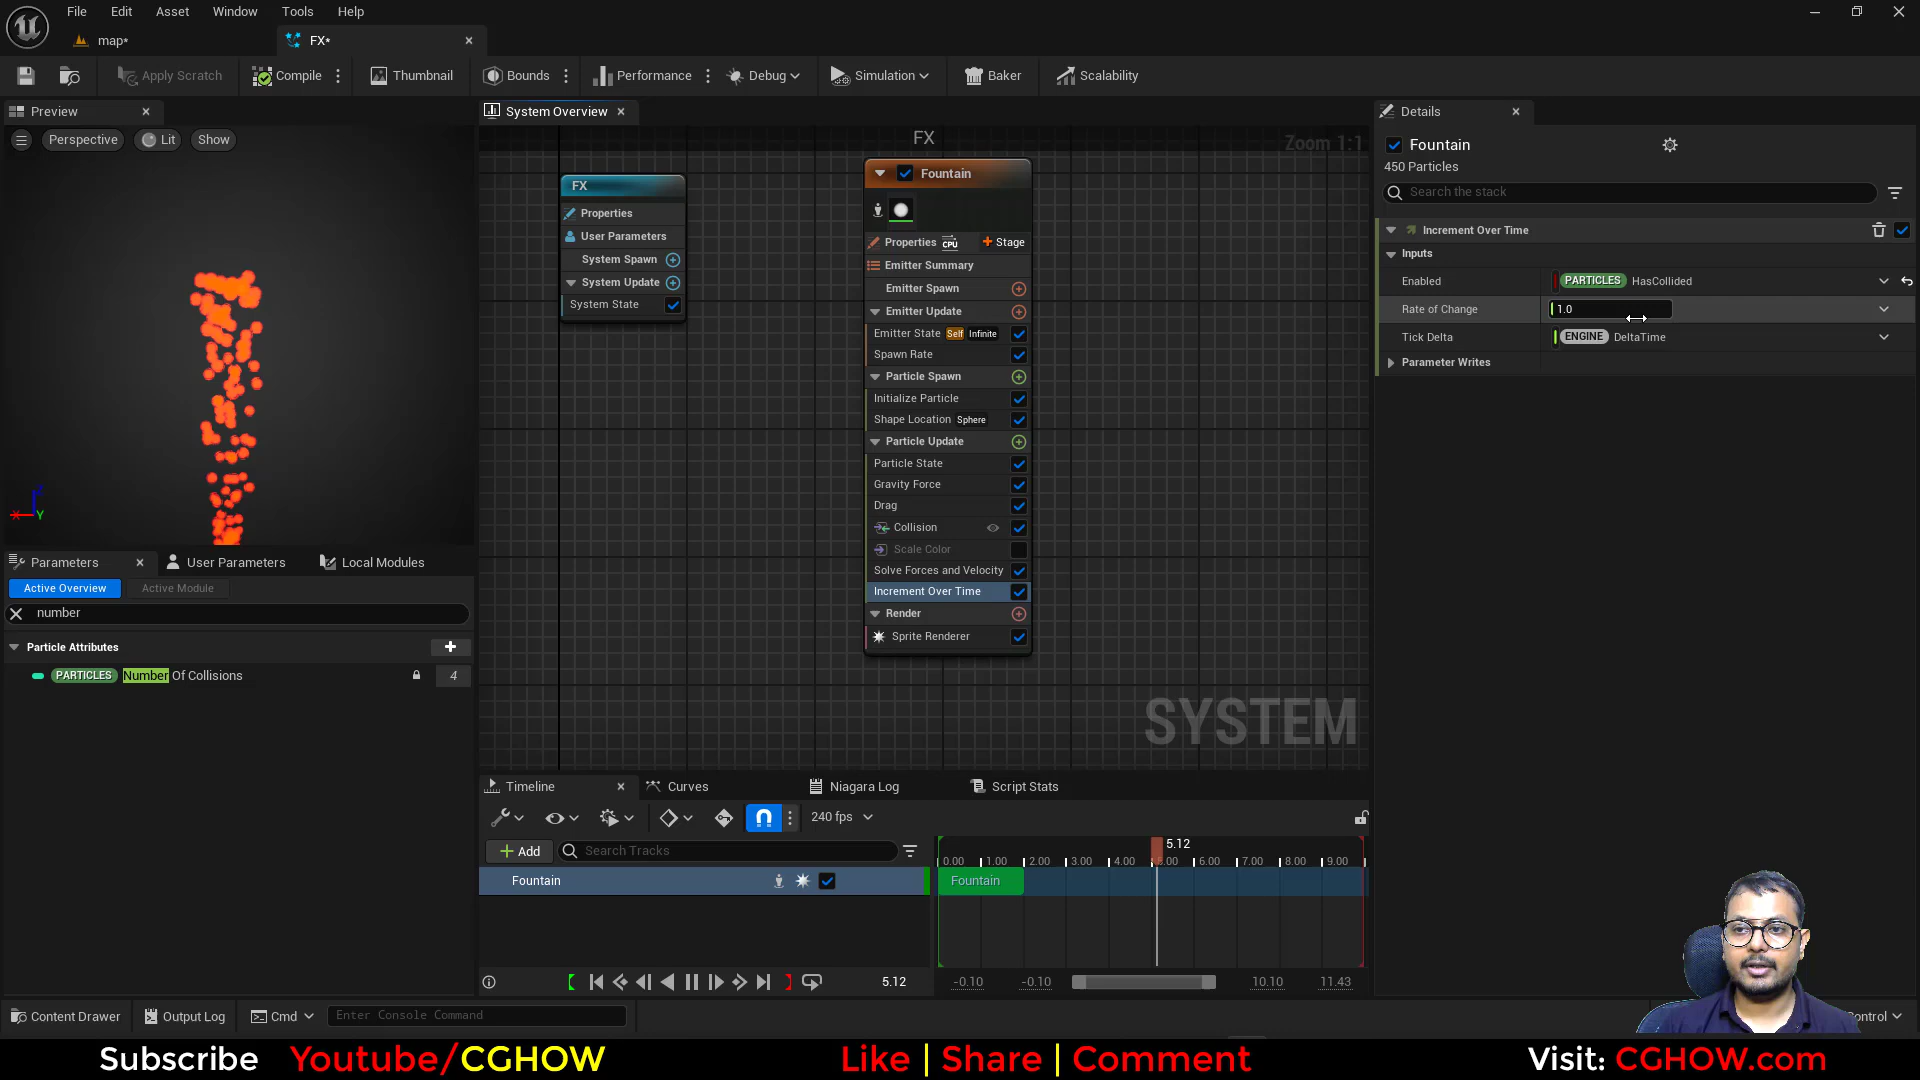 File Edit Asset Window Tools Help
map* FX*
Apply Scratch Compile Thumbnail Bounds Performance Debug Simulation Baker Scalability
Preview
Perspective Lit Show
X Y
Parameters User Parameters Local Modules
Active Overview Active Module
number
Particle Attributes
PARTICLES Number Of Collisions 4
System Overview
FX
Zoom 1:1
FX
Properties
User Parameters
System Spawn
System Update
System State
Fountain
Properties CPU Stage
Emitter Summary
Emitter Spawn
Emitter Update
Emitter State Self Infinite
Spawn Rate
Particle Spawn
Initialize Particle
Shape Location Sphere
Particle Update
Particle State
Gravity Force
Drag
Collision
Scale Color
Solve Forces and Velocity
Increment Over Time
Render
Sprite Renderer
SYSTEM
Timeline Curves Niagara Log Script Stats
240 fps
Add Search Tracks
5.12
0.00 1.00 2.00 3.00 4.00 5.00 6.00 7.00 8.00 9.00
Fountain
Fountain
5.12 -0.10 -0.10 10.10 11.43
Details
Fountain
450 Particles
Search the stack
Increment Over Time
Inputs
Enabled PARTICLES HasCollided
Rate of Change 1.0
Tick Delta ENGINE DeltaTime
Parameter Writes
Content Drawer Output Log Cmd Enter Console Command
Subscribe Youtube/CGHOW Like | Share | Comment Visit: CGHOW.com